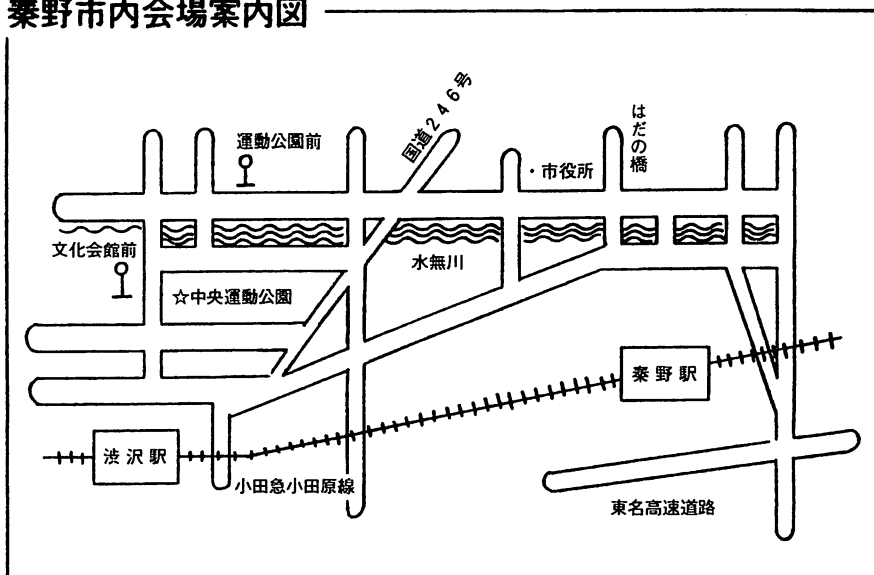 秦野市内会場案内図
国道246号
はだの橋
運動公園前
・市役所
文化会館前
水無川
☆中央運動公園
秦野駅
渋沢駅
小田急小田原線
東名高速道路